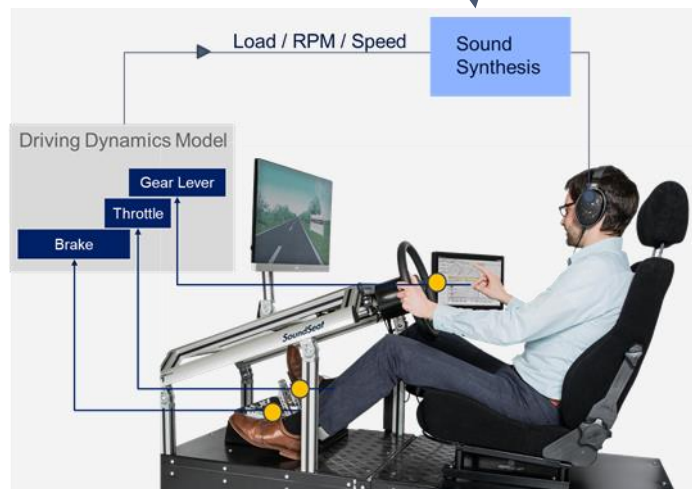 Load / RPM / Speed
Sound
Synthesis
Driving Dynamics Model
Gear Lever
Throttle
Brake
SoundSeat